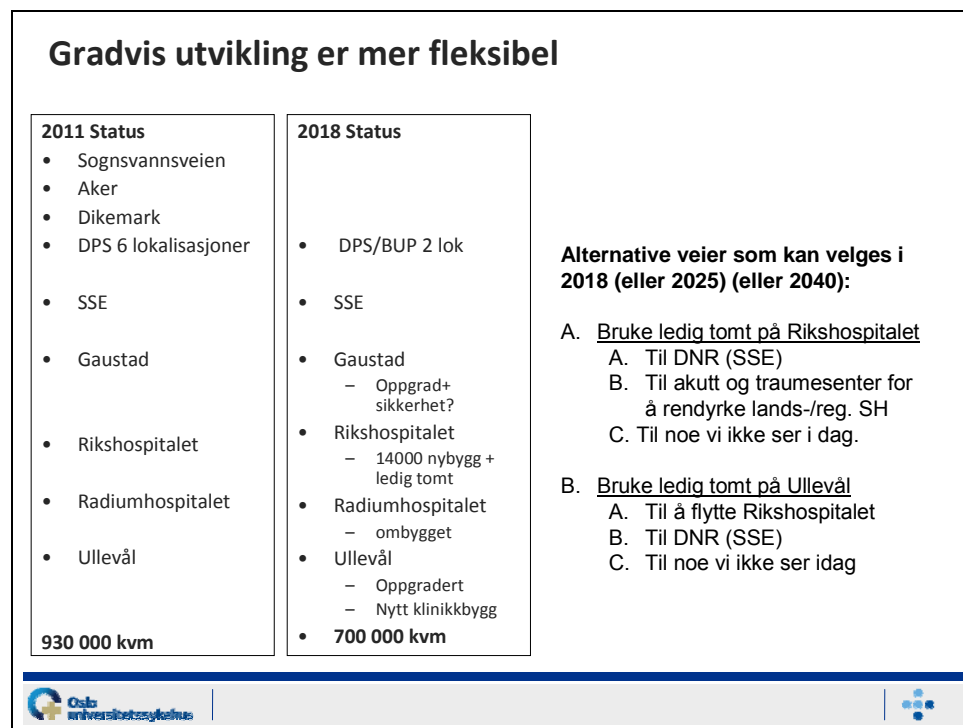 Gradvis utvikling er mer fleksibel
2011 Status
• Sognsvannsveien
• Aker
• Dikemark
• DPS 6 lokalisasjoner
• SSE
• Gaustad
• Rikshospitalet
• Radiumhospitalet
• Ullevål
930 000 kvm
2018 Status
• DPS/BUP 2 lok
• SSE
• Gaustad
– Oppgrad+
sikkerhet?
• Rikshospitalet
– 14000 nybygg +
ledig tomt
• Radiumhospitalet
– ombygget
• Ullevål
– Oppgradert
– Nytt klinikkbygg
• 700 000 kvm
Alternative veier som kan velges i
2018 (eller 2025) (eller 2040):
A. Bruke ledig tomt på Rikshospitalet
A. Til DNR (SSE)
B. Til akutt og traumesenter for
å rendyrke lands-/reg. SH
C. Til noe vi ikke ser i dag.
B. Bruke ledig tomt på Ullevål
A. Til å flytte Rikshospitalet
B. Til DNR (SSE)
C. Til noe vi ikke ser idag
Oslo
universitetssykehus